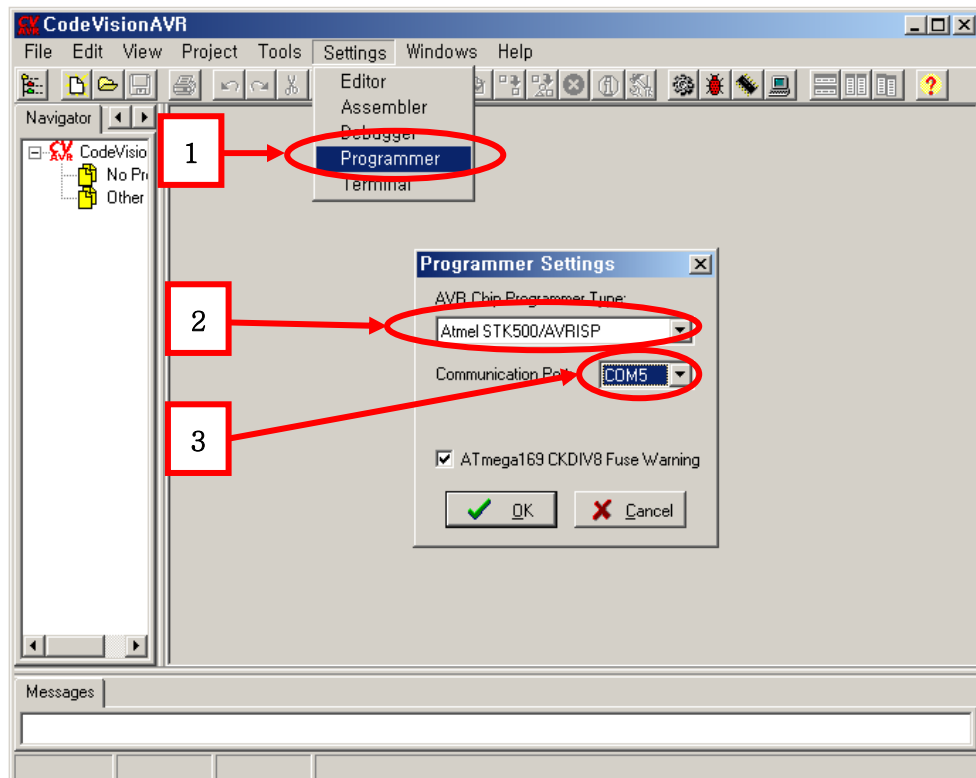 CodeVisionAVR
File Edit View Project Tools Settings Windows Help
Editor
Assembler
Debugger
Programmer
Terminal
Navigator
CodeVisio
No Pr
Other
1
2
3
Programmer Settings
AVR Chip Programmer Type:
Atmel STK500/AVRISP
Communication Port:
COM5
ATmega169 CKDIV8 Fuse Warning
OK
Cancel
Messages